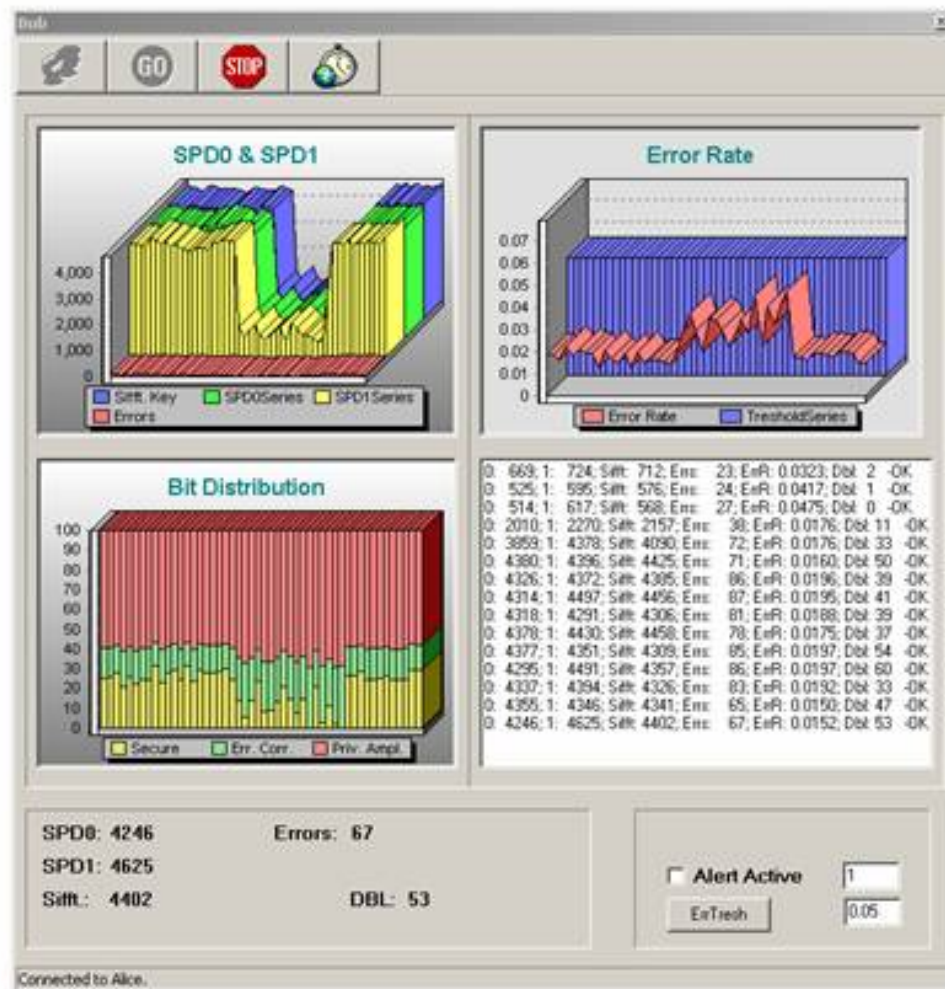 Bob
GO
STOP
SPD0 & SPD1
4,000
3,000
2,000
1,000
0
Sifft. Key
SPD0Series
SPD1Series
Errors
Error Rate
0.07
0.06
0.05
0.04
0.03
0.02
0.01
0
Error Rate
TresholdSeries
Bit Distribution
100
90
80
70
60
50
40
30
20
10
0
Secure
Err. Corr.
Priv. Ampl.
0: 669; 1: 724; Sifft: 712; Errs: 23; ErrR: 0.0323; Dbl: 2 -OK
0: 525; 1: 595; Sifft: 576; Errs: 24; ErrR: 0.0417; Dbl: 1 -OK
0: 514; 1: 617; Sifft: 568; Errs: 27; ErrR: 0.0475; Dbl: 0 -OK
0: 2010; 1: 2270; Sifft: 2157; Errs: 38; ErrR: 0.0176; Dbl: 11 -OK
0: 3859; 1: 4378; Sifft: 4090; Errs: 72; ErrR: 0.0176; Dbl: 33 -OK
0: 4380; 1: 4396; Sifft: 4425; Errs: 71; ErrR: 0.0160; Dbl: 50 -OK
0: 4326; 1: 4372; Sifft: 4385; Errs: 86; ErrR: 0.0196; Dbl: 39 -OK
0: 4314; 1: 4497; Sifft: 4456; Errs: 87; ErrR: 0.0195; Dbl: 41 -OK
0: 4318; 1: 4291; Sifft: 4306; Errs: 81; ErrR: 0.0188; Dbl: 39 -OK
0: 4378; 1: 4430; Sifft: 4458; Errs: 78; ErrR: 0.0175; Dbl: 37 -OK
0: 4377; 1: 4351; Sifft: 4309; Errs: 85; ErrR: 0.0197; Dbl: 54 -OK
0: 4295; 1: 4491; Sifft: 4357; Errs: 86; ErrR: 0.0197; Dbl: 60 -OK
0: 4337; 1: 4394; Sifft: 4326; Errs: 83; ErrR: 0.0192; Dbl: 33 -OK
0: 4355; 1: 4346; Sifft: 4341; Errs: 65; ErrR: 0.0150; Dbl: 47 -OK
0: 4246; 1: 4625; Sifft: 4402; Errs: 67; ErrR: 0.0152; Dbl: 53 -OK
SPD0: 4246
Errors: 67
SPD1: 4625
Sifft.: 4402
DBL: 53
Alert Active
1
ErrTresh
0.05
Connected to Alice.